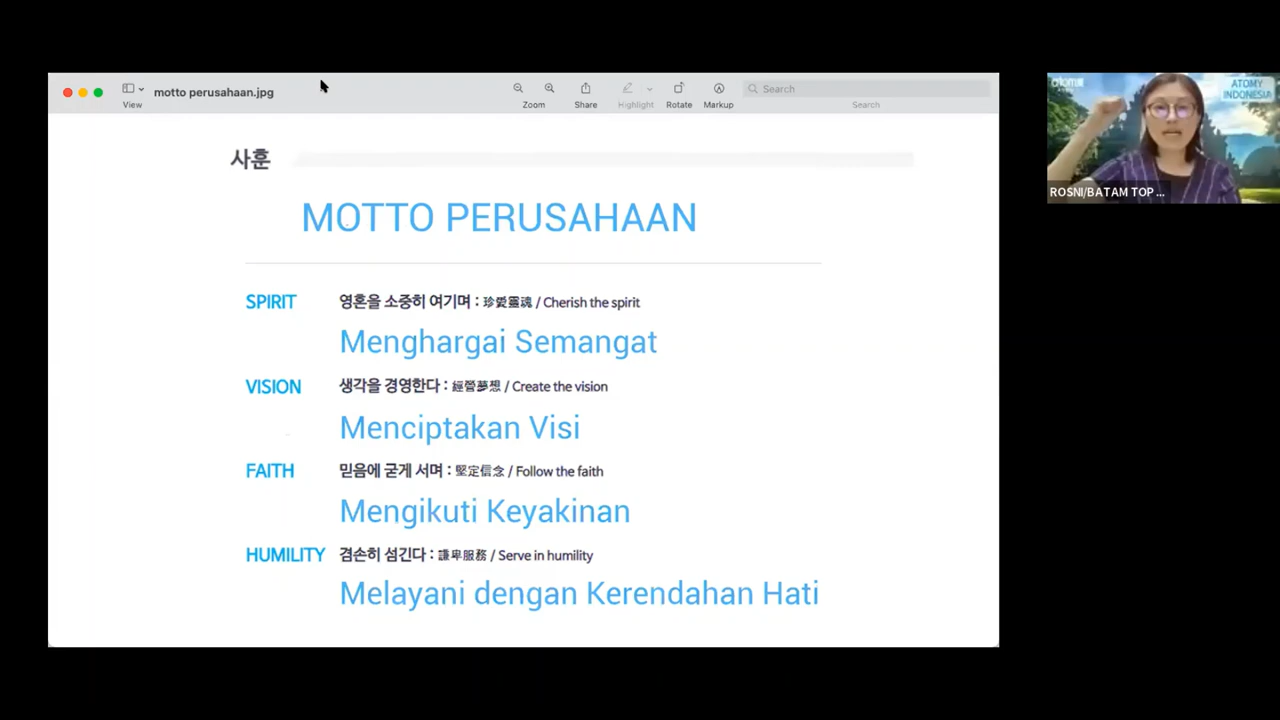 motto perusahaan.jpg
View
Zoom
Share
Highlight
Rotate
Markup
Search
Search
사훈
MOTTO PERUSAHAAN
SPIRIT 영혼을 소중히 여기며 : 珍愛靈魂 / Cherish the spirit
Menghargai Semangat
VISION 생각을 경영한다 : 經營夢想 / Create the vision
Menciptakan Visi
FAITH 믿음에 굳게 서며 : 堅定信念 / Follow the faith
Mengikuti Keyakinan
HUMILITY 겸손히 섬긴다 : 謙卑服務 / Serve in humility
Melayani dengan Kerendahan Hati
ATOMY
INDONESIA
ROSNI/BATAM TOP ...